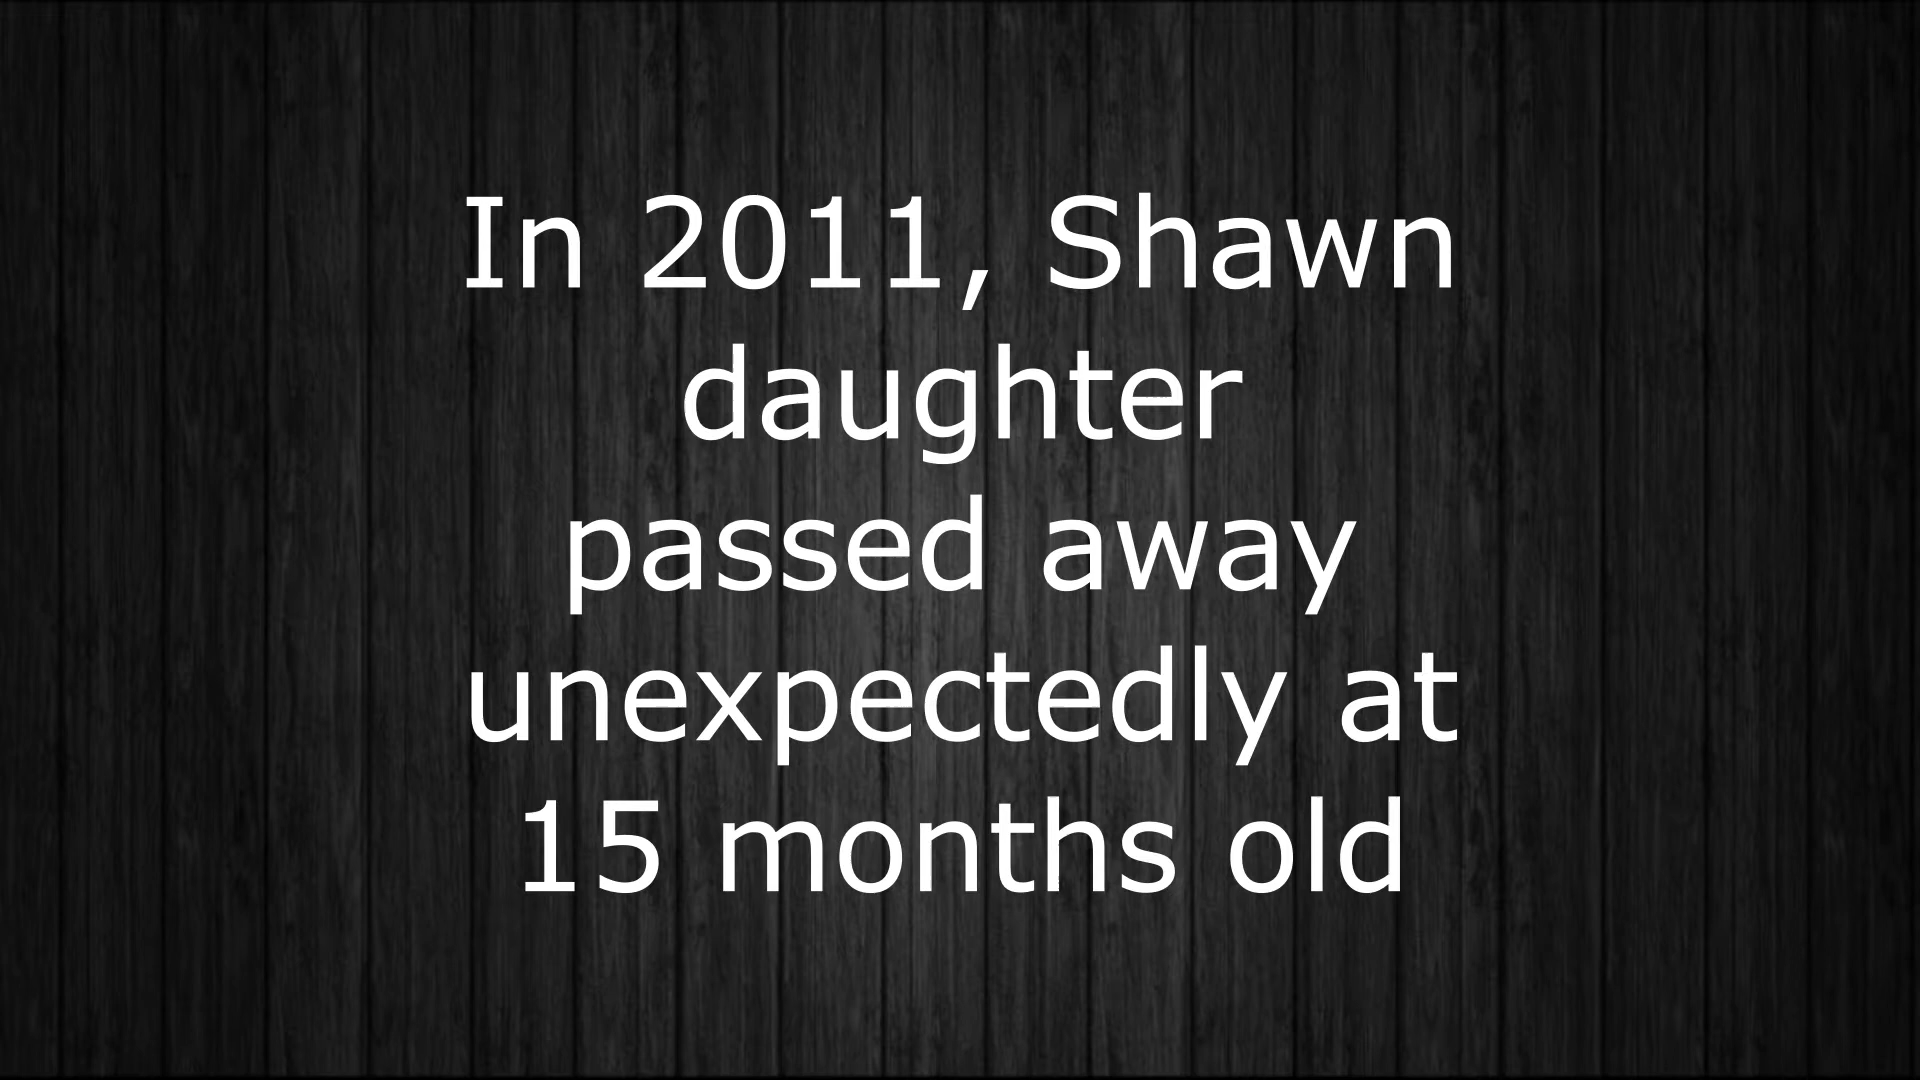 In 2011, Shawn
daughter
passed away
unexpectedly at
15 months old